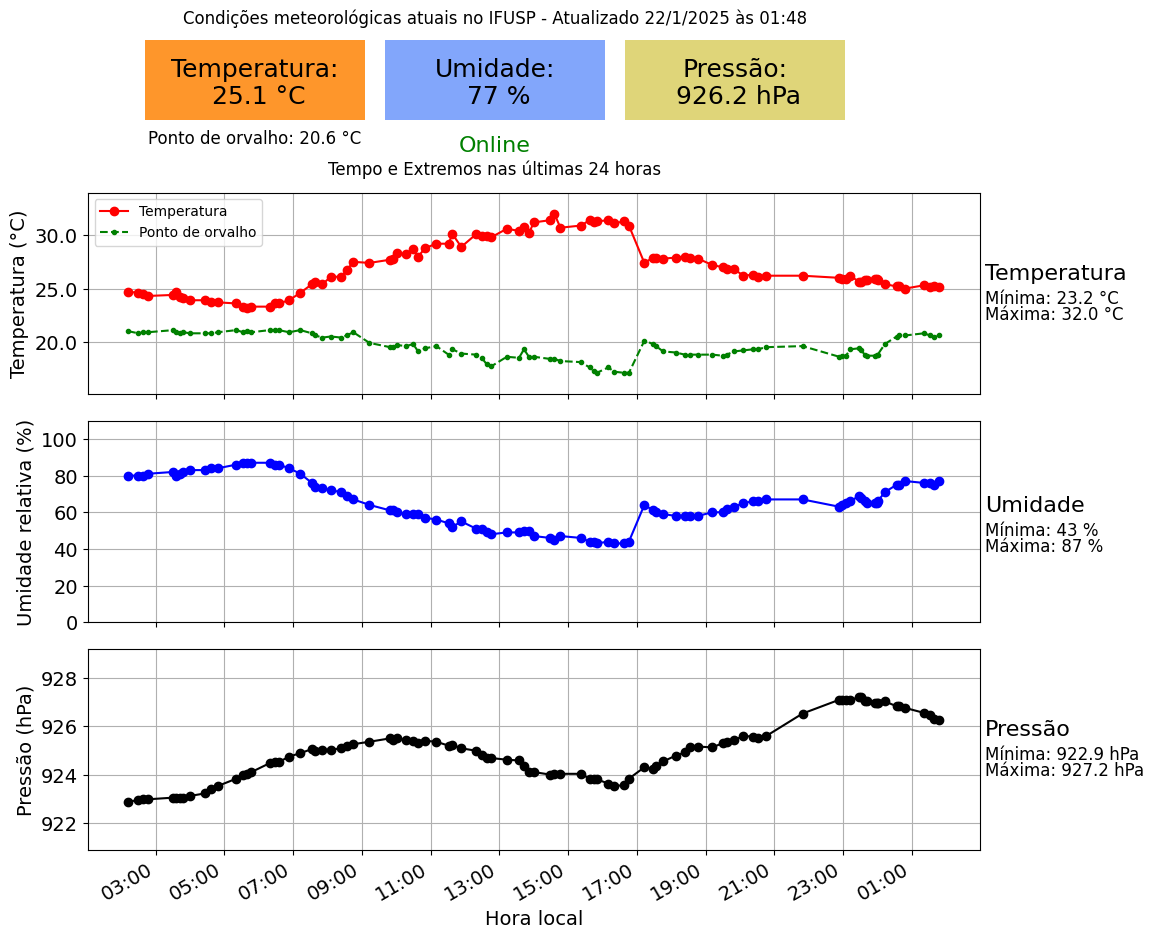 Condições meteorológicas atuais no IFUSP - Atualizado 22/1/2025 às 01:48
Temperatura:
25.1 °C
Umidade:
77 %
Pressão:
926.2 hPa
Ponto de orvalho: 20.6 °C
Online
Tempo e Extremos nas últimas 24 horas
Temperatura (°C)
30.0
25.0
20.0
Temperatura
Ponto de orvalho
Temperatura
Mínima: 23.2 °C
Máxima: 32.0 °C
Umidade relativa (%)
100
80
60
40
20
0
Umidade
Mínima: 43 %
Máxima: 87 %
Pressão (hPa)
928
926
924
922
Pressão
Mínima: 922.9 hPa
Máxima: 927.2 hPa
03:00
05:00
07:00
09:00
11:00
13:00
15:00
17:00
19:00
21:00
23:00
01:00
Hora local